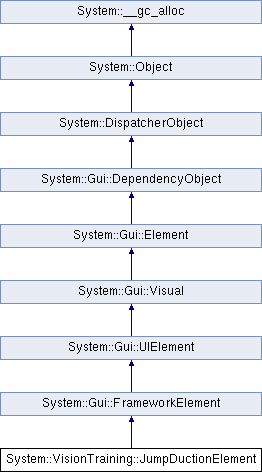 System::__gc_alloc
System::Object
System::DispatcherObject
System::Gui::DependencyObject
System::Gui::Element
System::Gui::Visual
System::Gui::UIElement
System::Gui::FrameworkElement
System::VisionTraining::JumpDuctionElement